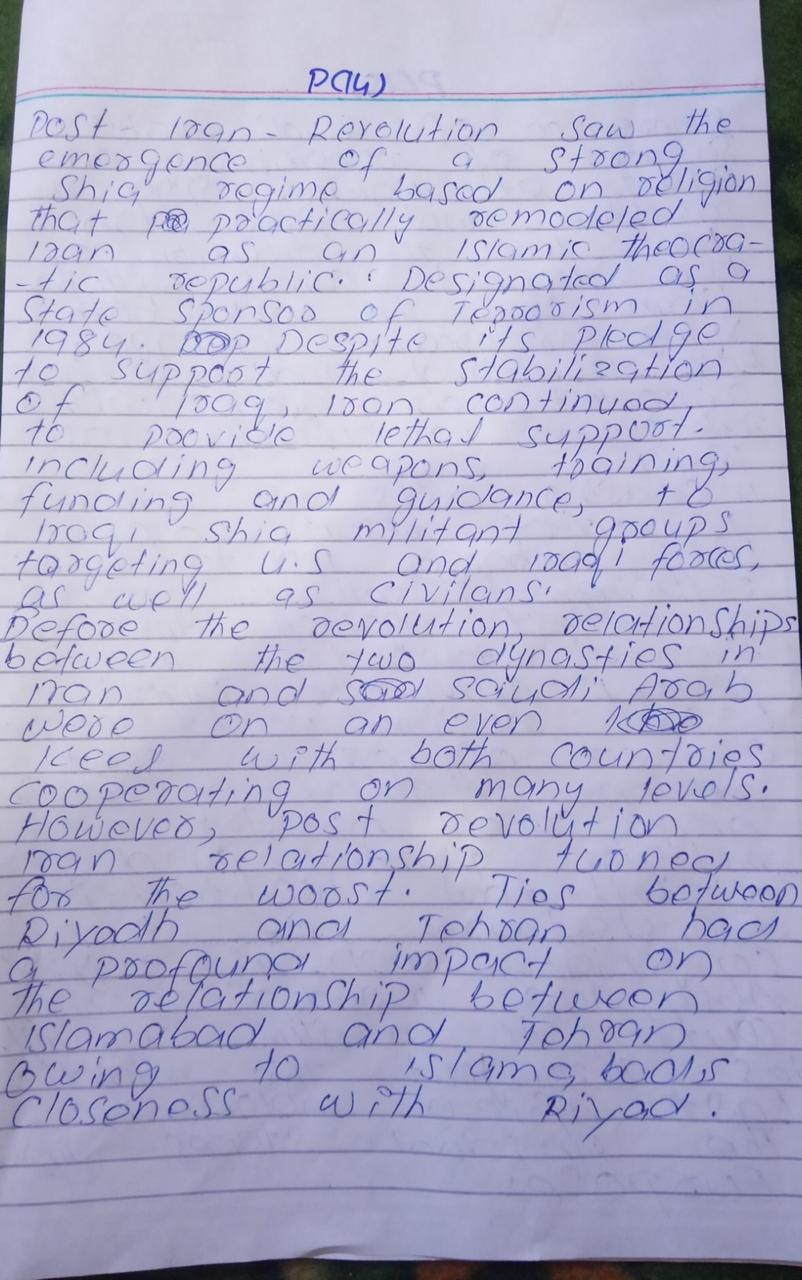 P(14)
Post - Iran - Revolution saw the
emergence of a strong
Shia regime based on religion
that practically remodeled
Iran as an Islamic theocra-
-tic republic. Designated as a
State Sponsor of Terrorism in
1984. Despite its pledge
to support the stabilization
of Iraq, Iran continued
to provide lethal support.
including weapons, training,
funding and guidance, to
Iraqi Shia militant groups
targeting U.S and Iraqi forces,
as well as civilans.
Before the revolution, relationships
between the two dynasties in
Iran and Saiudi Arab
were on an even
keel with both countries
cooperating on many levels.
However, post revolution
Iran relationship turned
for the worst. Ties between
Riyadh and Tehran had
a profound impact on
the relationship between
Islamabad and Tehran
Owing to Islamabad,s
closeness with Riyad.